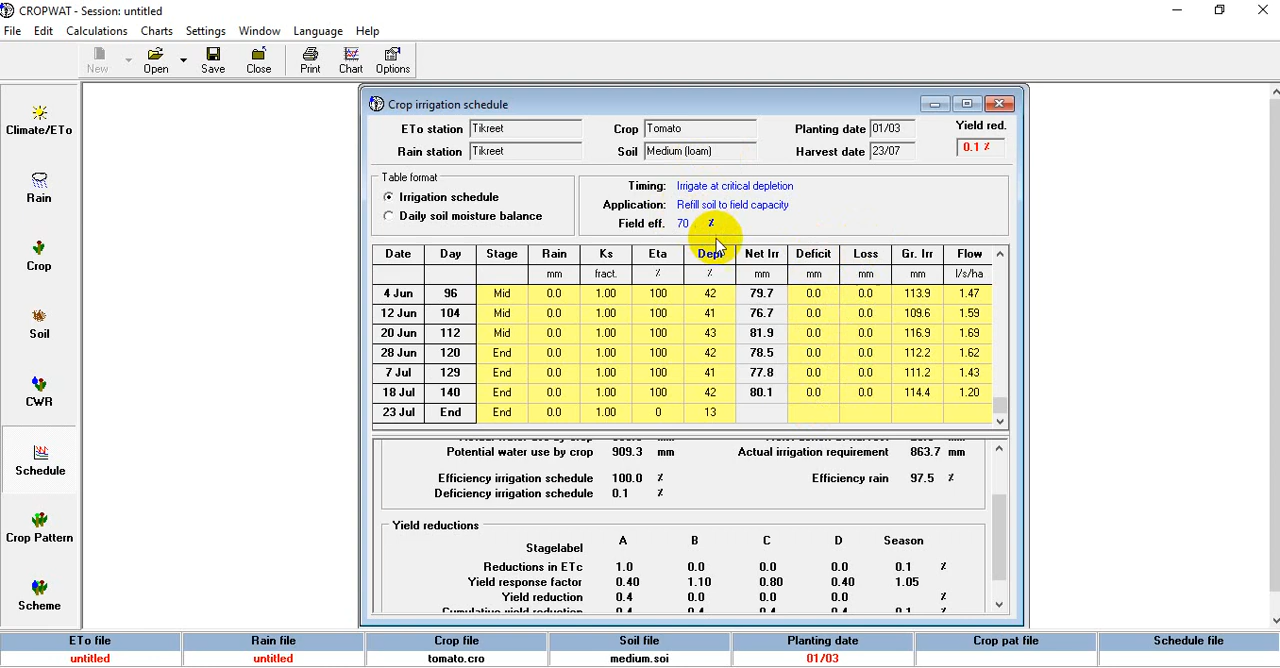 CROPWAT - Session: untitled
File Edit Calculations Charts Settings Window Language Help
New Open Save Close Print Chart Options
Climate/ETo
Rain
Crop
Soil
CWR
Schedule
Crop Pattern
Scheme
Crop irrigation schedule
ETo station Tikreet Crop Tomato Planting date 01/03 Yield red.
Rain station Tikreet Soil Medium (loam) Harvest date 23/07 0.1 %
Table format
Irrigation schedule
Daily soil moisture balance
Timing: Irrigate at critical depletion
Application: Refill soil to field capacity
Field eff. 70 %
Date Day Stage Rain Ks Eta Depl Net Irr Deficit Loss Gr. Irr Flow
mm fract. % % mm mm mm mm l/s/ha
4 Jun 96 Mid 0.0 1.00 100 42 79.7 0.0 0.0 113.9 1.47
12 Jun 104 Mid 0.0 1.00 100 41 76.7 0.0 0.0 109.6 1.59
20 Jun 112 Mid 0.0 1.00 100 43 81.9 0.0 0.0 116.9 1.69
28 Jun 120 End 0.0 1.00 100 42 78.5 0.0 0.0 112.2 1.62
7 Jul 129 End 0.0 1.00 100 41 77.8 0.0 0.0 111.2 1.43
18 Jul 140 End 0.0 1.00 100 42 80.1 0.0 0.0 114.4 1.20
23 Jul End End 0.0 1.00 0 13
Potential water use by crop 909.3 mm Actual irrigation requirement 863.7 mm
Efficiency irrigation schedule 100.0 % Efficiency rain 97.5 %
Deficiency irrigation schedule 0.1 %
Yield reductions
Stagelabel A B C D Season
Reductions in ETc 1.0 0.0 0.0 0.0 0.1 %
Yield response factor 0.40 1.10 0.80 0.40 1.05
Yield reduction 0.4 0.0 0.0 0.0 %
Cumulative yield reduction 0.4 0.4 0.4 0.4 0.1 %
ETo file Rain file Crop file Soil file Planting date Crop pat file Schedule file
untitled untitled tomato.cro medium.soi 01/03